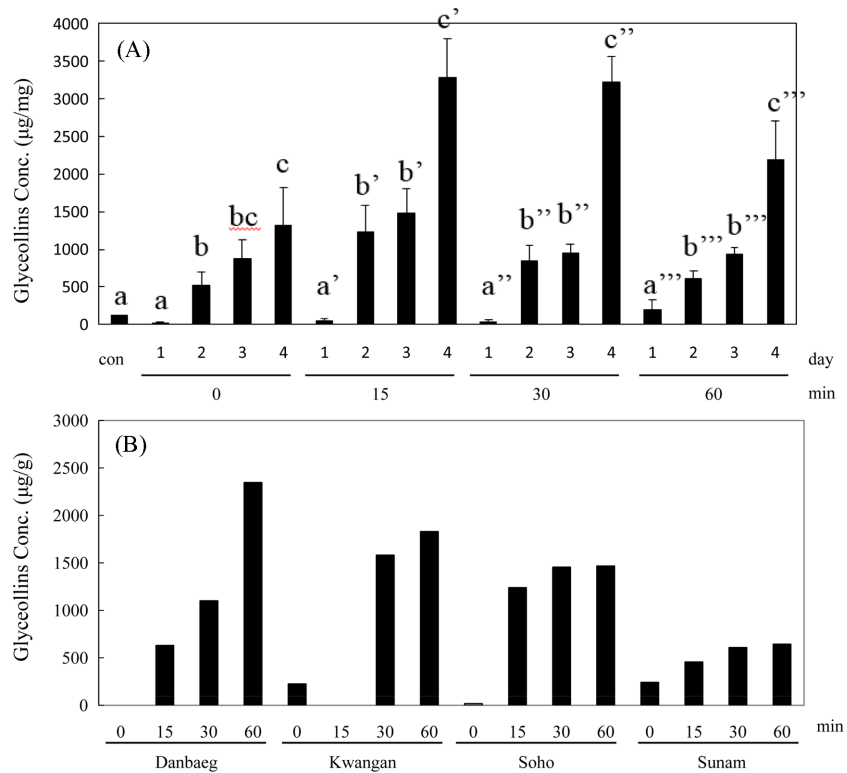 4000
(A)
c’
3500
c’’
3000
c’’’
2500
c
2000
b’
b’
bc
b’’
b’’
1500
b
b’’’
b’’’
1000
a
a
a’
a’’
a’’’
500
0
Glyceollins Conc. (μg/mg)
con 1 2 3 4 1 2 3 4 1 2 3 4 1 2 3 4 day
0 15 30 60 min
3000
(B)
2500
2000
1500
1000
500
0
Glyceollins Conc. (μg/g)
0 15 30 60 0 15 30 60 0 15 30 60 0 15 30 60 min
Danbaeg Kwangan Soho Sunam